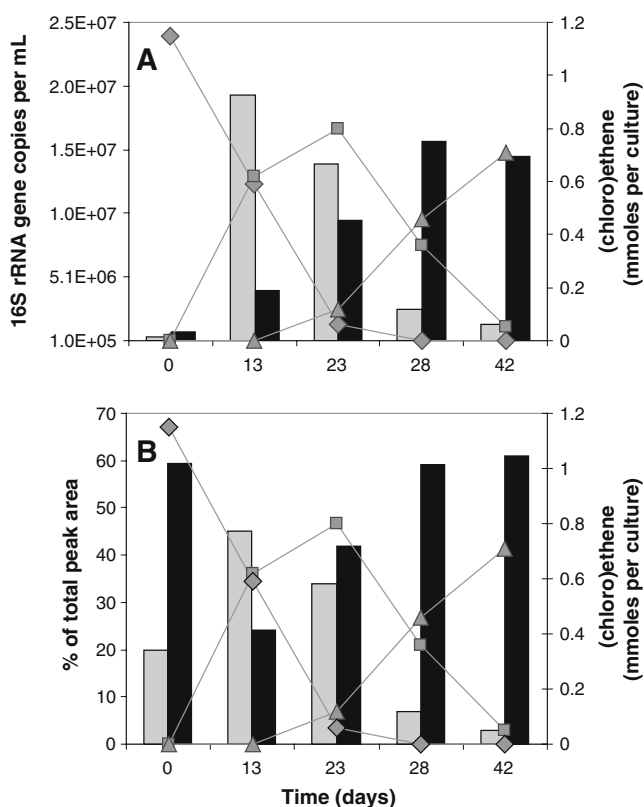 A
16S rRNA gene copies per mL
2.5E+07
2.0E+07
1.5E+07
1.0E+07
5.1E+06
1.0E+05
1.2
1
0.8
0.6
0.4
0.2
0
(chloro)ethene
(mmoles per culture)
0 13 23 28 42
B
% of total peak area
70
60
50
40
30
20
10
0
1.2
1
0.8
0.6
0.4
0.2
0
(chloro)ethene
(mmoles per culture)
0 13 23 28 42
Time (days)